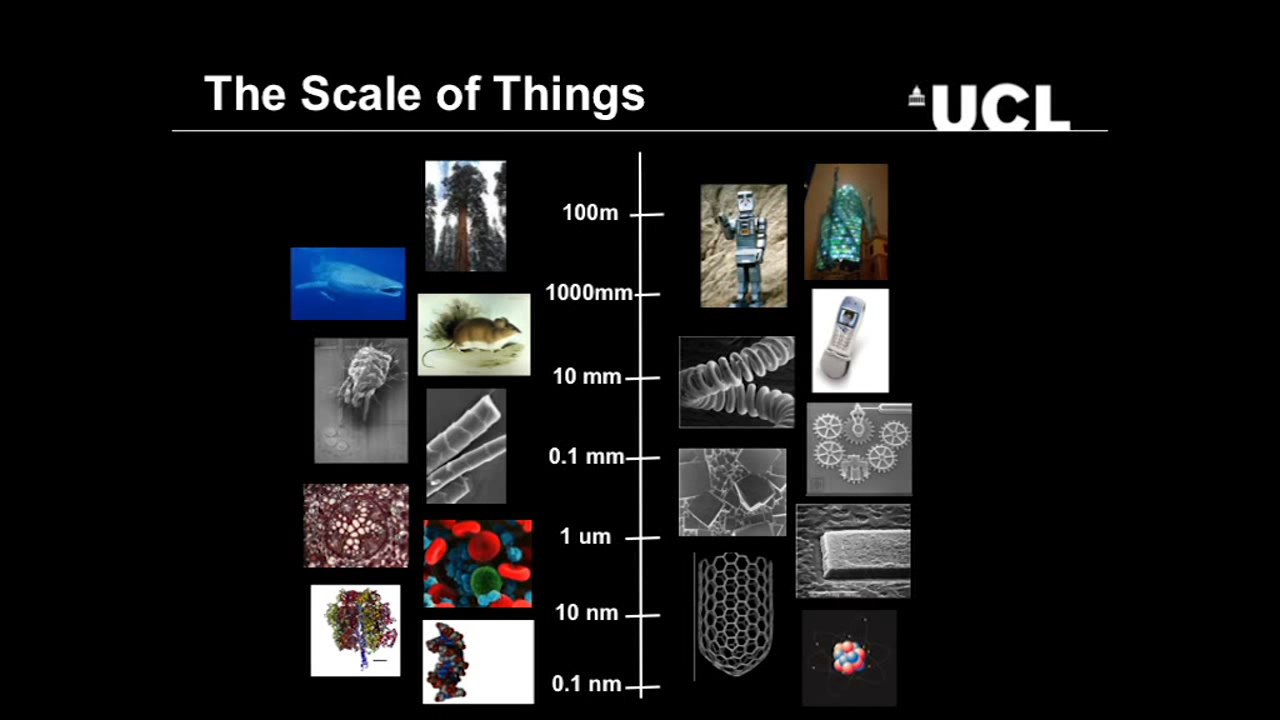 The Scale of Things
UCL
100m
1000mm
10 mm
0.1 mm
1 um
10 nm
0.1 nm